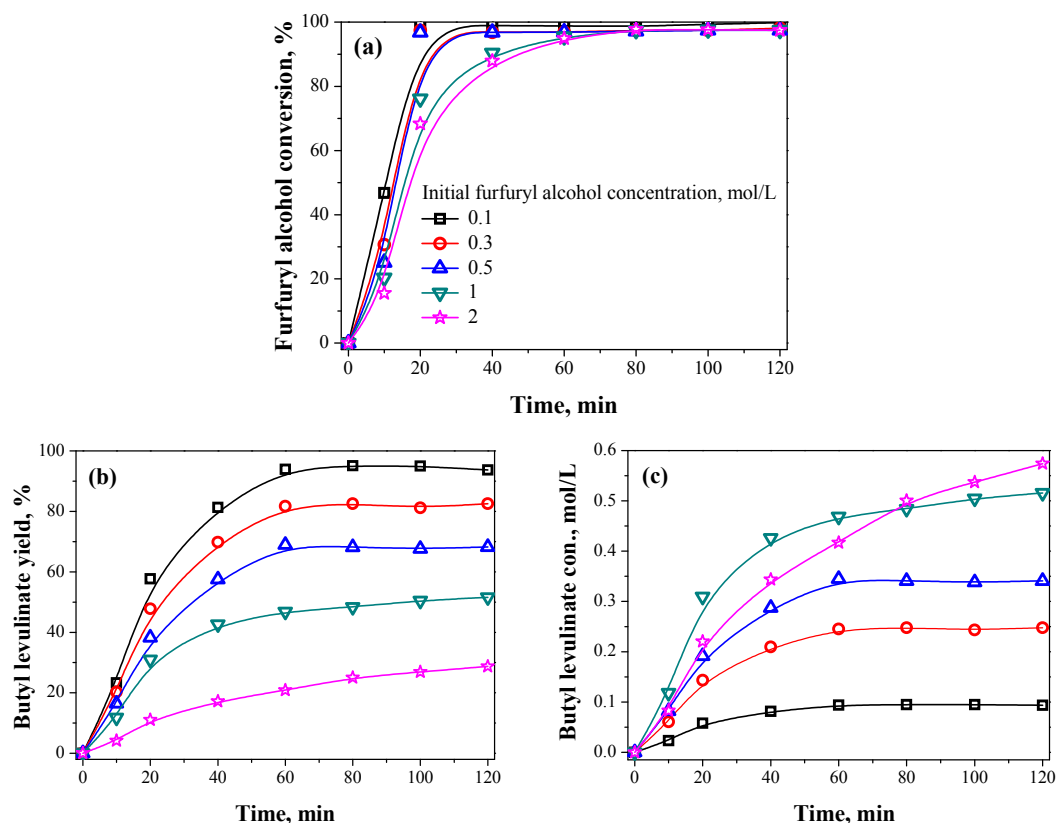 (a)
Furfuryl alcohol conversion, %
100
80
60
40
20
0
Initial furfuryl alcohol concentration, mol/L
0.1
0.3
0.5
1
2
0 20 40 60 80 100 120
Time, min
(b)
Butyl levulinate yield, %
100
80
60
40
20
0
0 20 40 60 80 100 120
Time, min
(c)
Butyl levulinate con., mol/L
0.6
0.5
0.4
0.3
0.2
0.1
0.0
0 20 40 60 80 100 120
Time, min